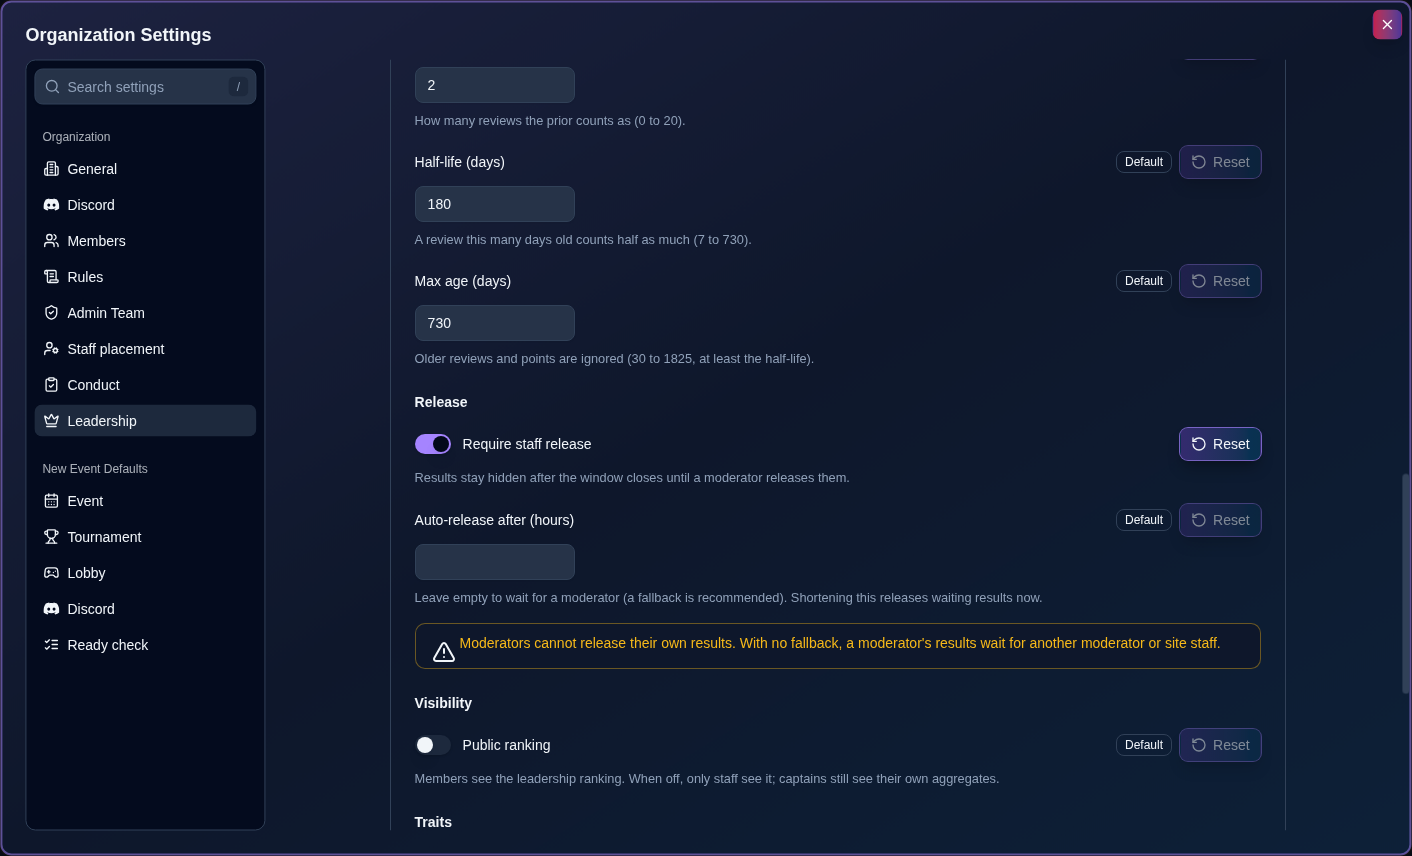 Organization Settings
Search settings
/
Organization
General
Discord
Members
Rules
Admin Team
Staff placement
Conduct
Leadership
New Event Defaults
Event
Tournament
Lobby
Discord
Ready check
2
How many reviews the prior counts as (0 to 20).
Half-life (days)
Default
Reset
180
A review this many days old counts half as much (7 to 730).
Max age (days)
Default
Reset
730
Older reviews and points are ignored (30 to 1825, at least the half-life).
Release
Require staff release
Reset
Results stay hidden after the window closes until a moderator releases them.
Auto-release after (hours)
Default
Reset
Leave empty to wait for a moderator (a fallback is recommended). Shortening this releases waiting results now.
Moderators cannot release their own results. With no fallback, a moderator's results wait for another moderator or site staff.
Visibility
Public ranking
Default
Reset
Members see the leadership ranking. When off, only staff see it; captains still see their own aggregates.
Traits